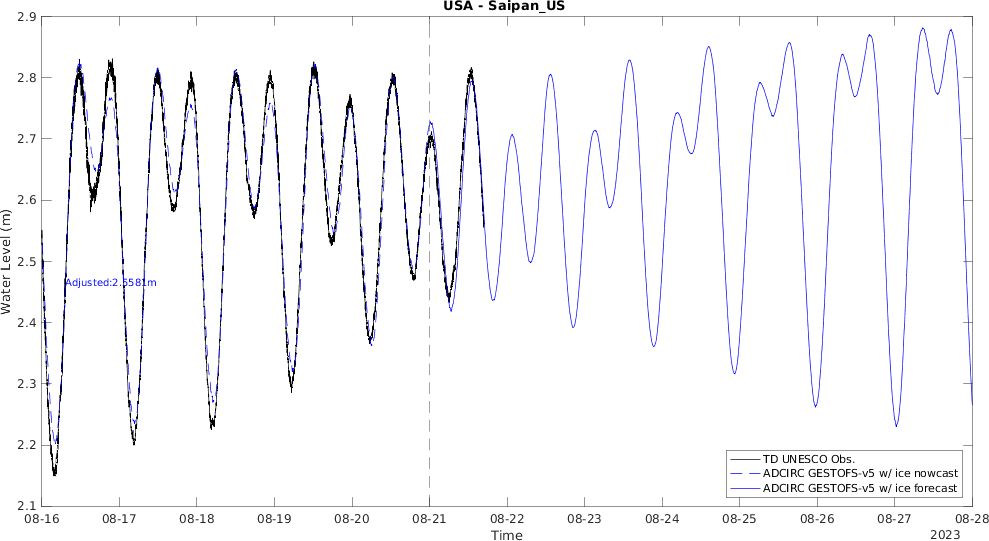 USA - Saipan_US
2.9
2.8
2.7
2.6
2.5
2.4
2.3
2.2
2.1
Water Level (m)
Adjusted:2.5581m
TD UNESCO Obs.
ADCIRC GESTOFS-v5 w/ ice nowcast
ADCIRC GESTOFS-v5 w/ ice forecast
08-16 08-17 08-18 08-19 08-20 08-21 08-22 08-23 08-24 08-25 08-26 08-27 08-28
Time
2023